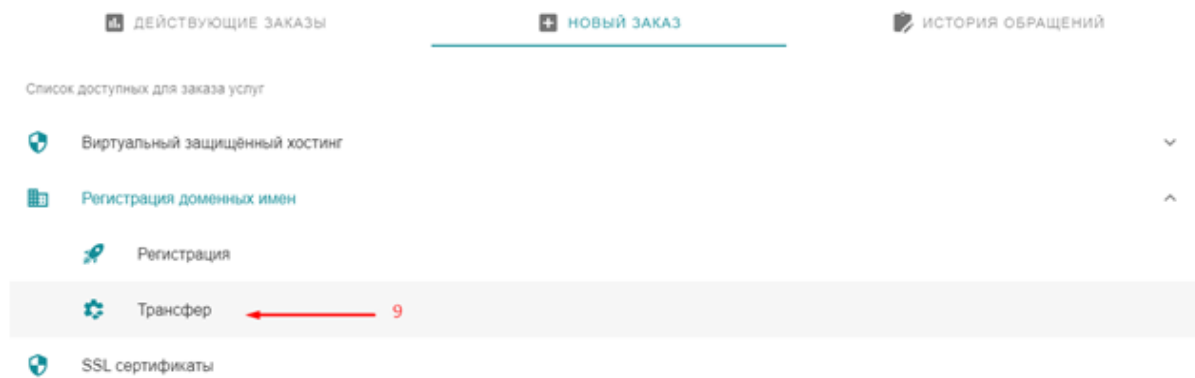 ДЕЙСТВУЮЩИЕ ЗАКАЗЫ НОВЫЙ ЗАКАЗ ИСТОРИЯ ОБРАЩЕНИЙ
Список доступных для заказа услуг
Виртуальный защищённый хостинг
Регистрация доменных имен
Регистрация
Трансфер 9
SSL сертификаты